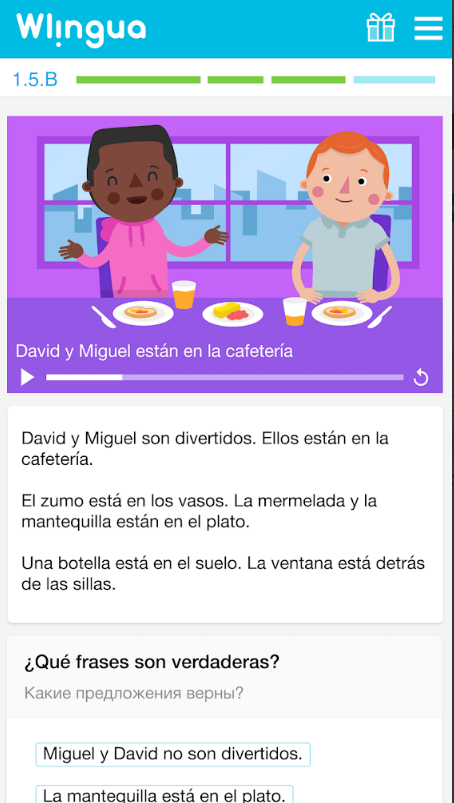 Wlingua
1.5.B
David y Miguel están en la cafetería
David y Miguel son divertidos. Ellos están en la
cafetería.
El zumo está en los vasos. La mermelada y la
mantequilla están en el plato.
Una botella está en el suelo. La ventana está detrás
de las sillas.
¿Qué frases son verdaderas?
Какие предложения верны?
Miguel y David no son divertidos.
La mantequilla está en el plato.